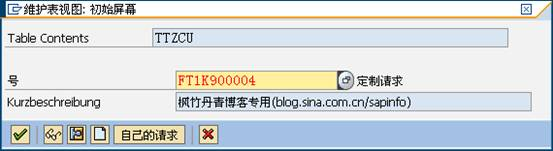 维护表视图: 初始屏幕
Table Contents TTZCU
号 FT1K900004 定制请求
Kurzbeschreibung 枫竹丹青博客专用(blog.sina.com.cn/sapinfo)
自己的请求